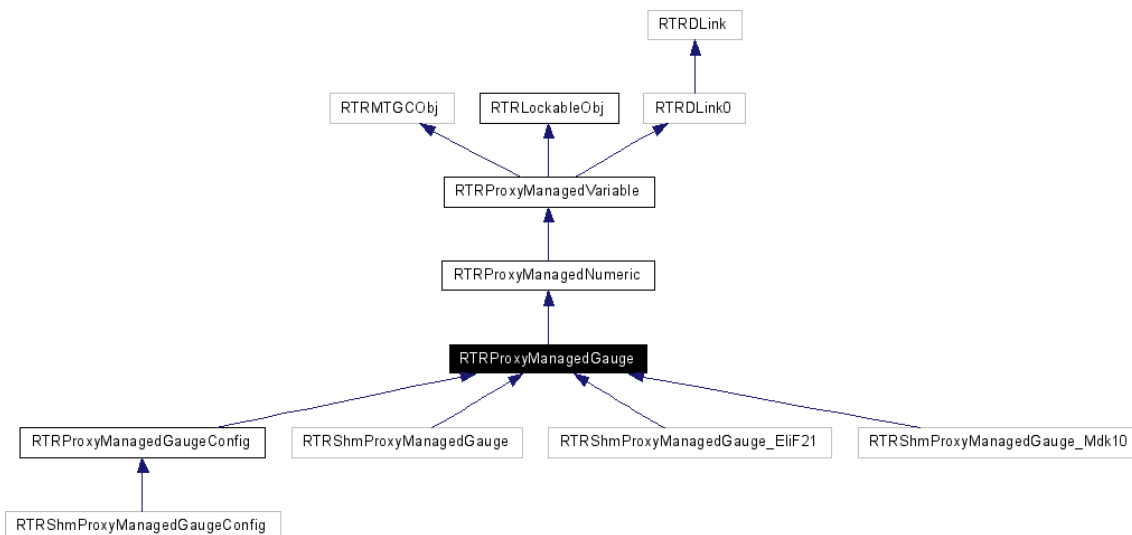 RTRDLink
RTRMTGCObj
RTRLockableObj
RTRDLink0
RTRProxyManagedVariable
RTRProxyManagedNumeric
RTRProxyManagedGauge
RTRProxyManagedGaugeConfig
RTRShmProxyManagedGauge
RTRShmProxyManagedGauge_EliF21
RTRShmProxyManagedGauge_Mdk10
RTRShmProxyManagedGaugeConfig